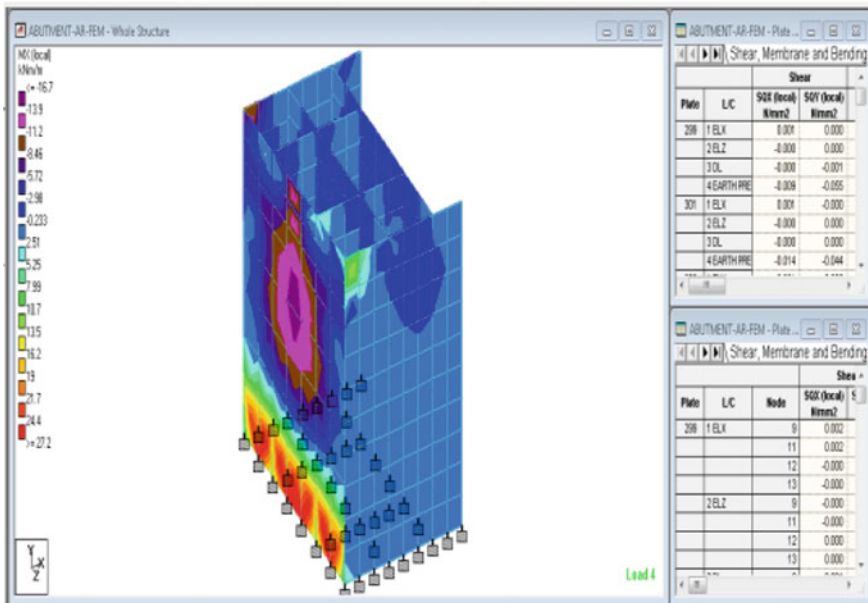 ABUTMENT-AR-FEM - Whole Structure
MX (local)
kNm/m
<= -16.7
-13.9
-11.2
-8.46
-5.72
-2.98
-0.233
2.51
5.25
7.99
10.7
13.5
16.2
19
21.7
24.4
>= 27.2
Y
X
Z
Load 4
ABUTMENT-AR-FEM - Plate ...
Shear, Membrane and Bending
Shear
Plate L/C SQX (local) SQY (local)
N/mm2 N/mm2
299 1 ELX 0.001 0.000
2 ELZ -0.000 0.000
3 DL -0.000 -0.001
4 EARTH PRE -0.009 -0.055
301 1 ELX 0.001 -0.000
2 ELZ -0.000 0.000
3 DL -0.000 0.000
4 EARTH PRE -0.014 -0.044
ABUTMENT-AR-FEM - Plate ...
Shear, Membrane and Bending
Shea
Plate L/C Node SQX (local) S
N/mm2
299 1 ELX 9 0.002
11 0.002
12 -0.000
13 -0.000
2 ELZ 9 -0.000
11 -0.000
12 0.000
13 0.000